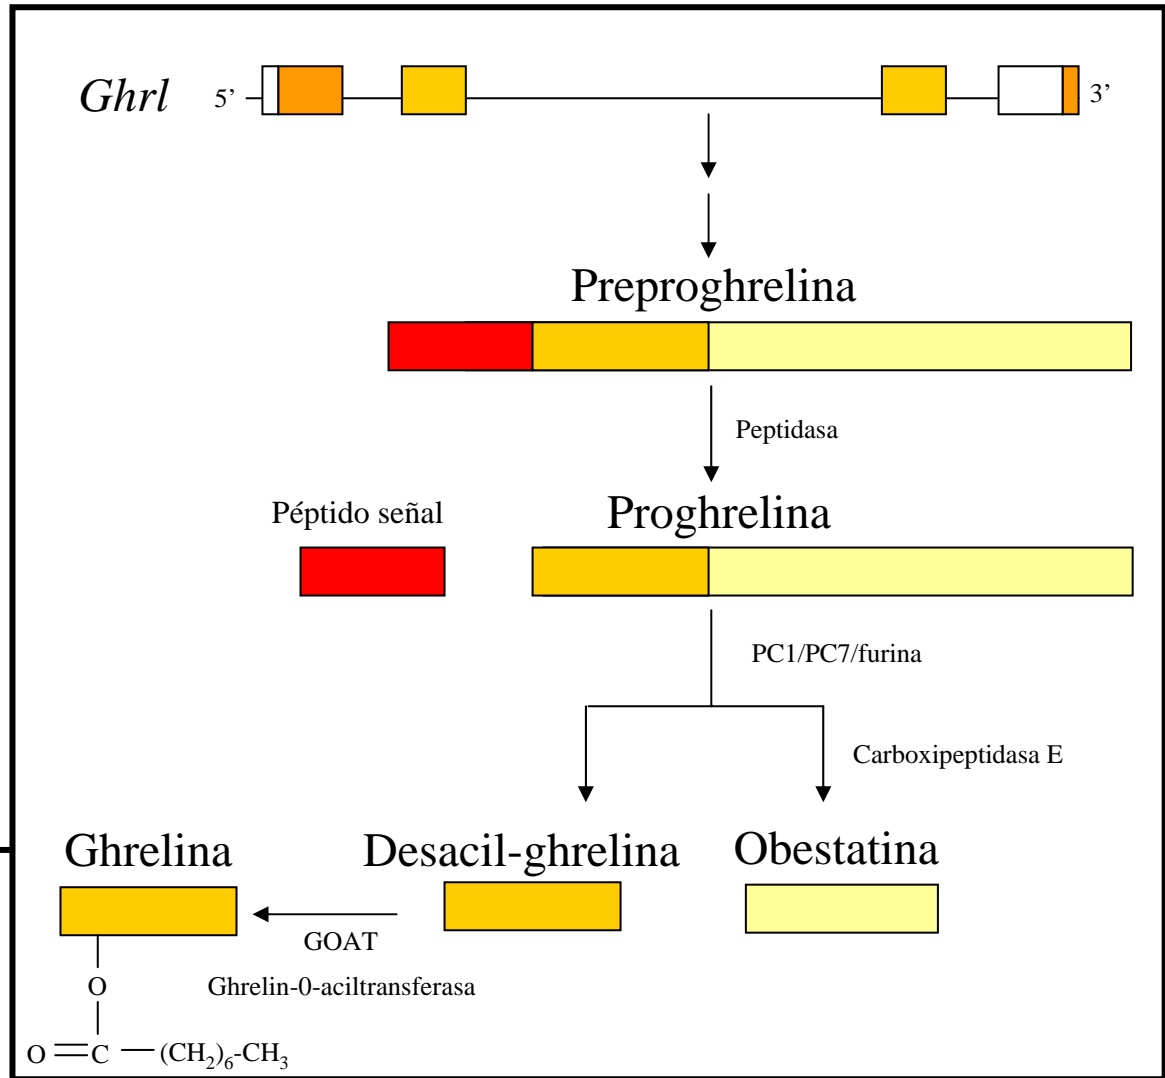 Ghrl 5’ 3’
Preproghrelina
Peptidasa
Péptido señal
Proghrelina
PC1/PC7/furina
Carboxipeptidasa E
Ghrelina
Desacil-ghrelina
Obestatina
GOAT
Ghrelin-0-aciltransferasa
O
O C (CH₂)₆-CH₃